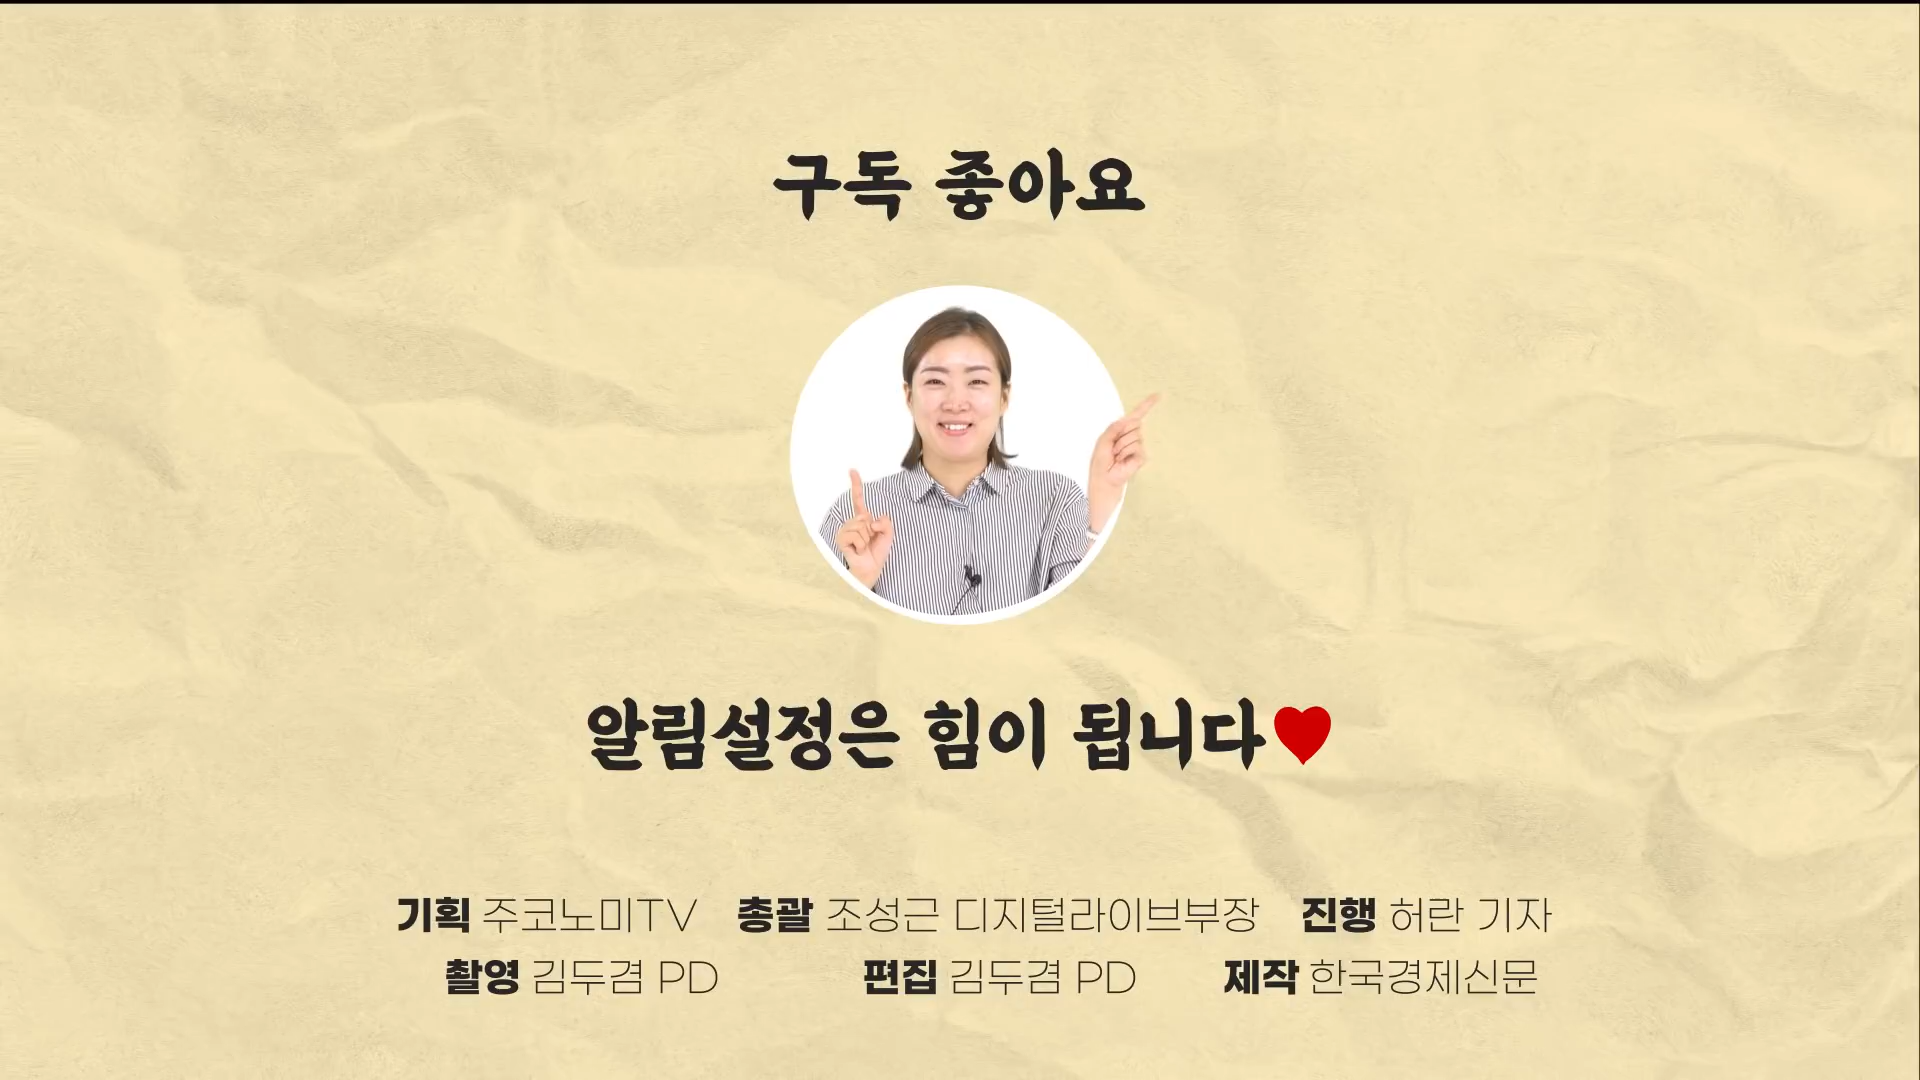 구독 좋아요
알림설정은 힘이 됩니다♥
기획 주코노미TV 총괄 조성근 디지털라이브부장 진행 허란 기자
촬영 김두겸 PD 편집 김두겸 PD 제작 한국경제신문